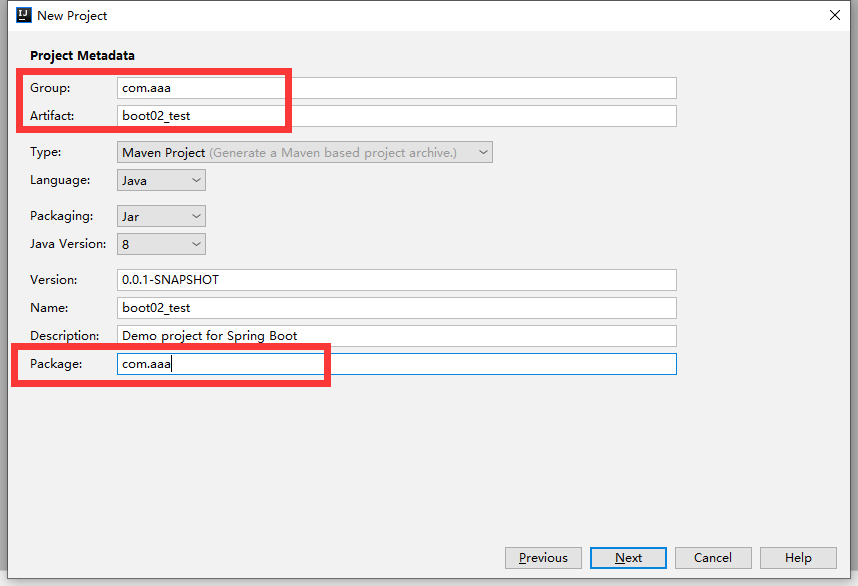 New Project
Project Metadata
Group: com.aaa
Artifact: boot02_test
Type: Maven Project (Generate a Maven based project archive.)
Language: Java
Packaging: Jar
Java Version: 8
Version: 0.0.1-SNAPSHOT
Name: boot02_test
Description: Demo project for Spring Boot
Package: com.aaa
Previous Next Cancel Help